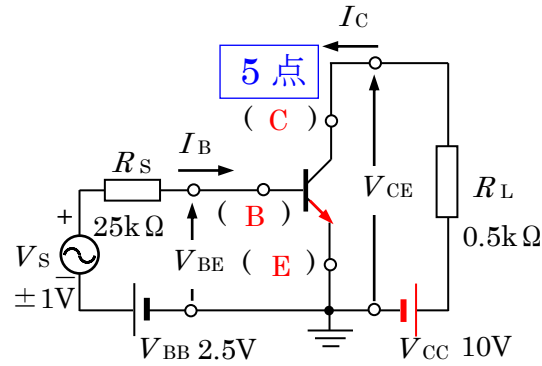 I C
5 点
( C )
I B
R S
+
25k Ω
( B )
V CE
R L
0.5k Ω
V S
V BE
( E )
−
± 1V
V BB 2.5V
V CC 10V